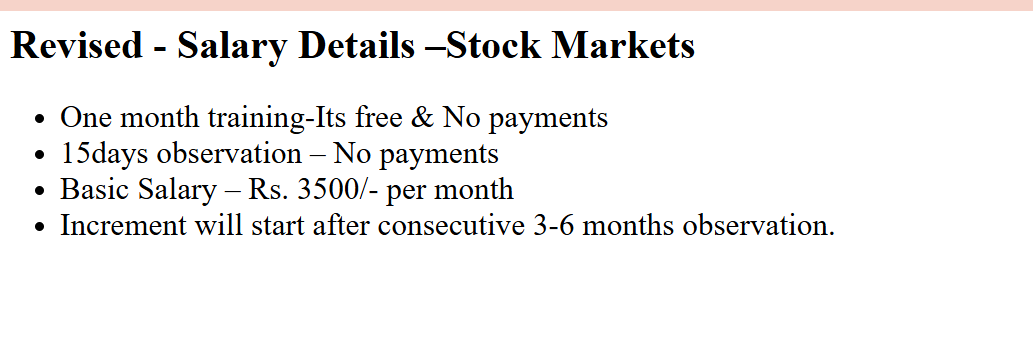 Revised - Salary Details –Stock Markets
• One month training-Its free & No payments
• 15days observation – No payments
• Basic Salary – Rs. 3500/- per month
• Increment will start after consecutive 3-6 months observation.